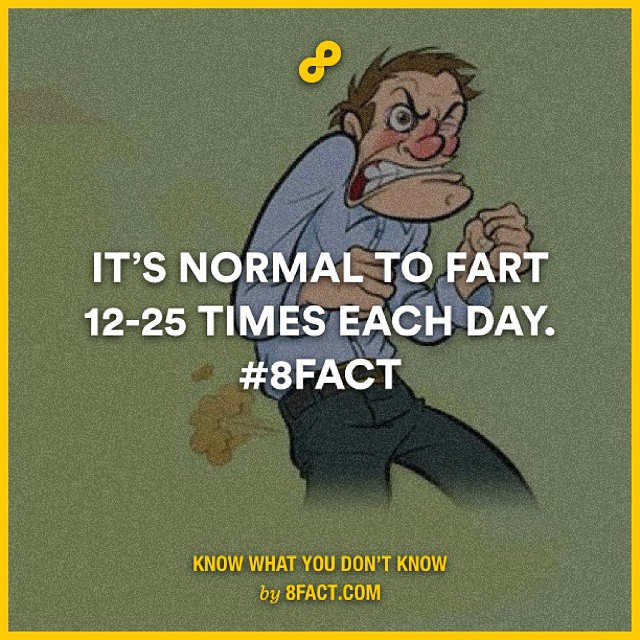 IT'S NORMAL TO FART
12-25 TIMES EACH DAY.
#8FACT
KNOW WHAT YOU DON'T KNOW
by 8FACT.COM